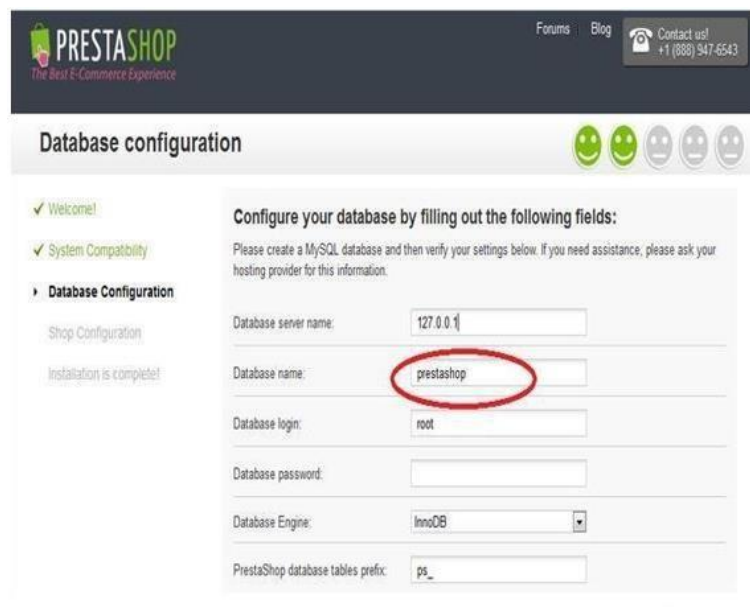 PRESTASHOP
The Best E-Commerce Experience
Forums Blog
Contact us!
+1 (888) 947-6543
Database configuration
✓ Welcome!
✓ System Compatibility
Database Configuration
Shop Configuration
Installation is complete!
Configure your database by filling out the following fields:
Please create a MySQL database and then verify your settings below. If you need assistance, please ask your
hosting provider for this information.
Database server name: 127.0.0.1
Database name: prestashop
Database login: root
Database password:
Database Engine: InnoDB
PrestaShop database tables prefix: ps_